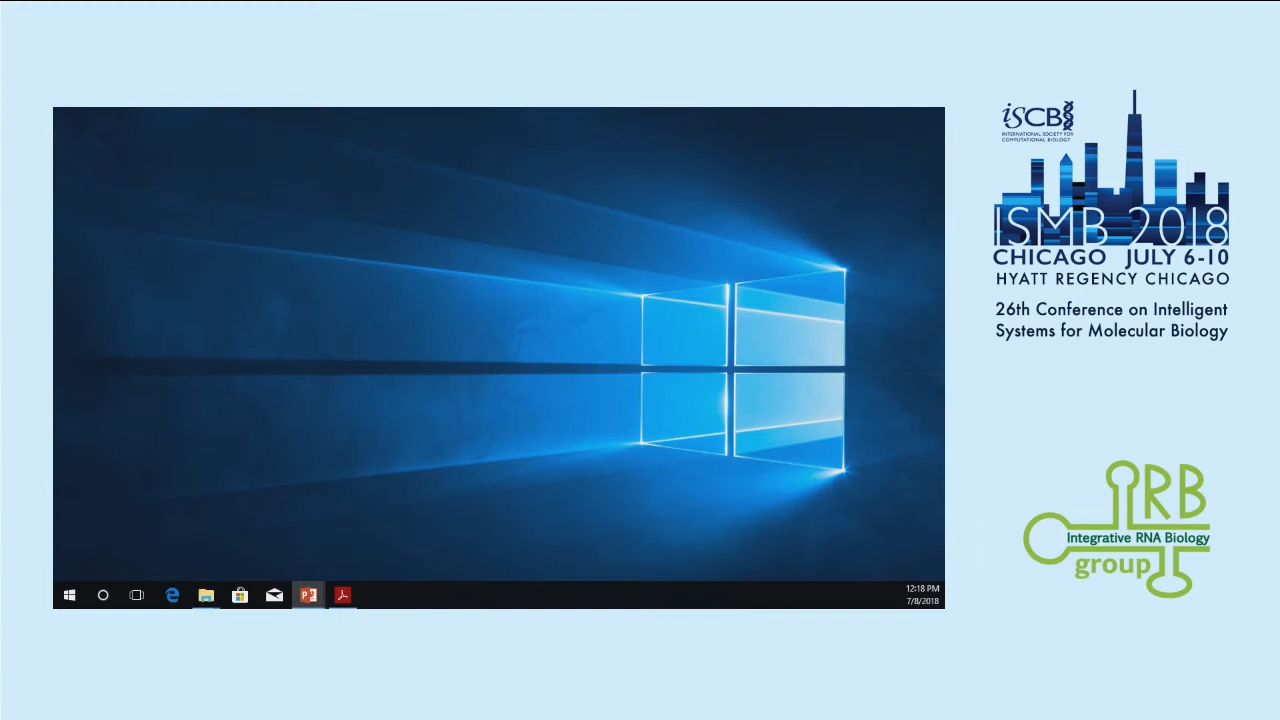 iSCB
INTERNATIONAL SOCIETY FOR
COMPUTATIONAL BIOLOGY
ISMB 2018
CHICAGO JULY 6-10
HYATT REGENCY CHICAGO
26th Conference on Intelligent
Systems for Molecular Biology
IRB
Integrative RNA Biology
group
12:18 PM
7/8/2018